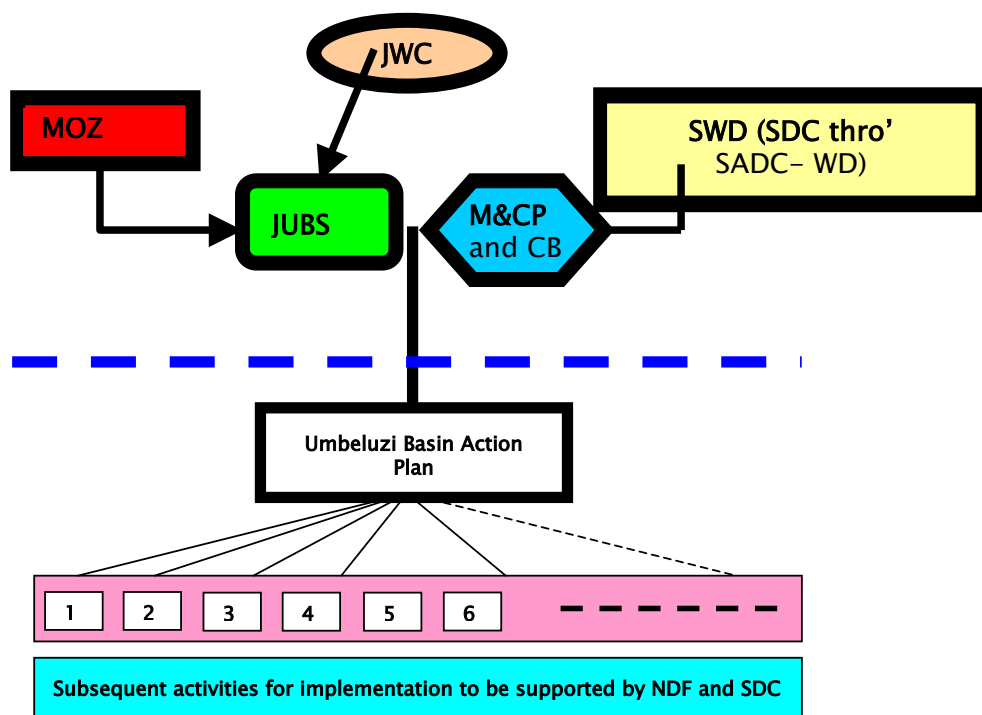 JWC
MOZ
SWD (SDC thro’
SADC– WD)
JUBS
M&CP
and CB
Umbeluzi Basin Action
Plan
1 2 3 4 5 6
Subsequent activities for implementation to be supported by NDF and SDC